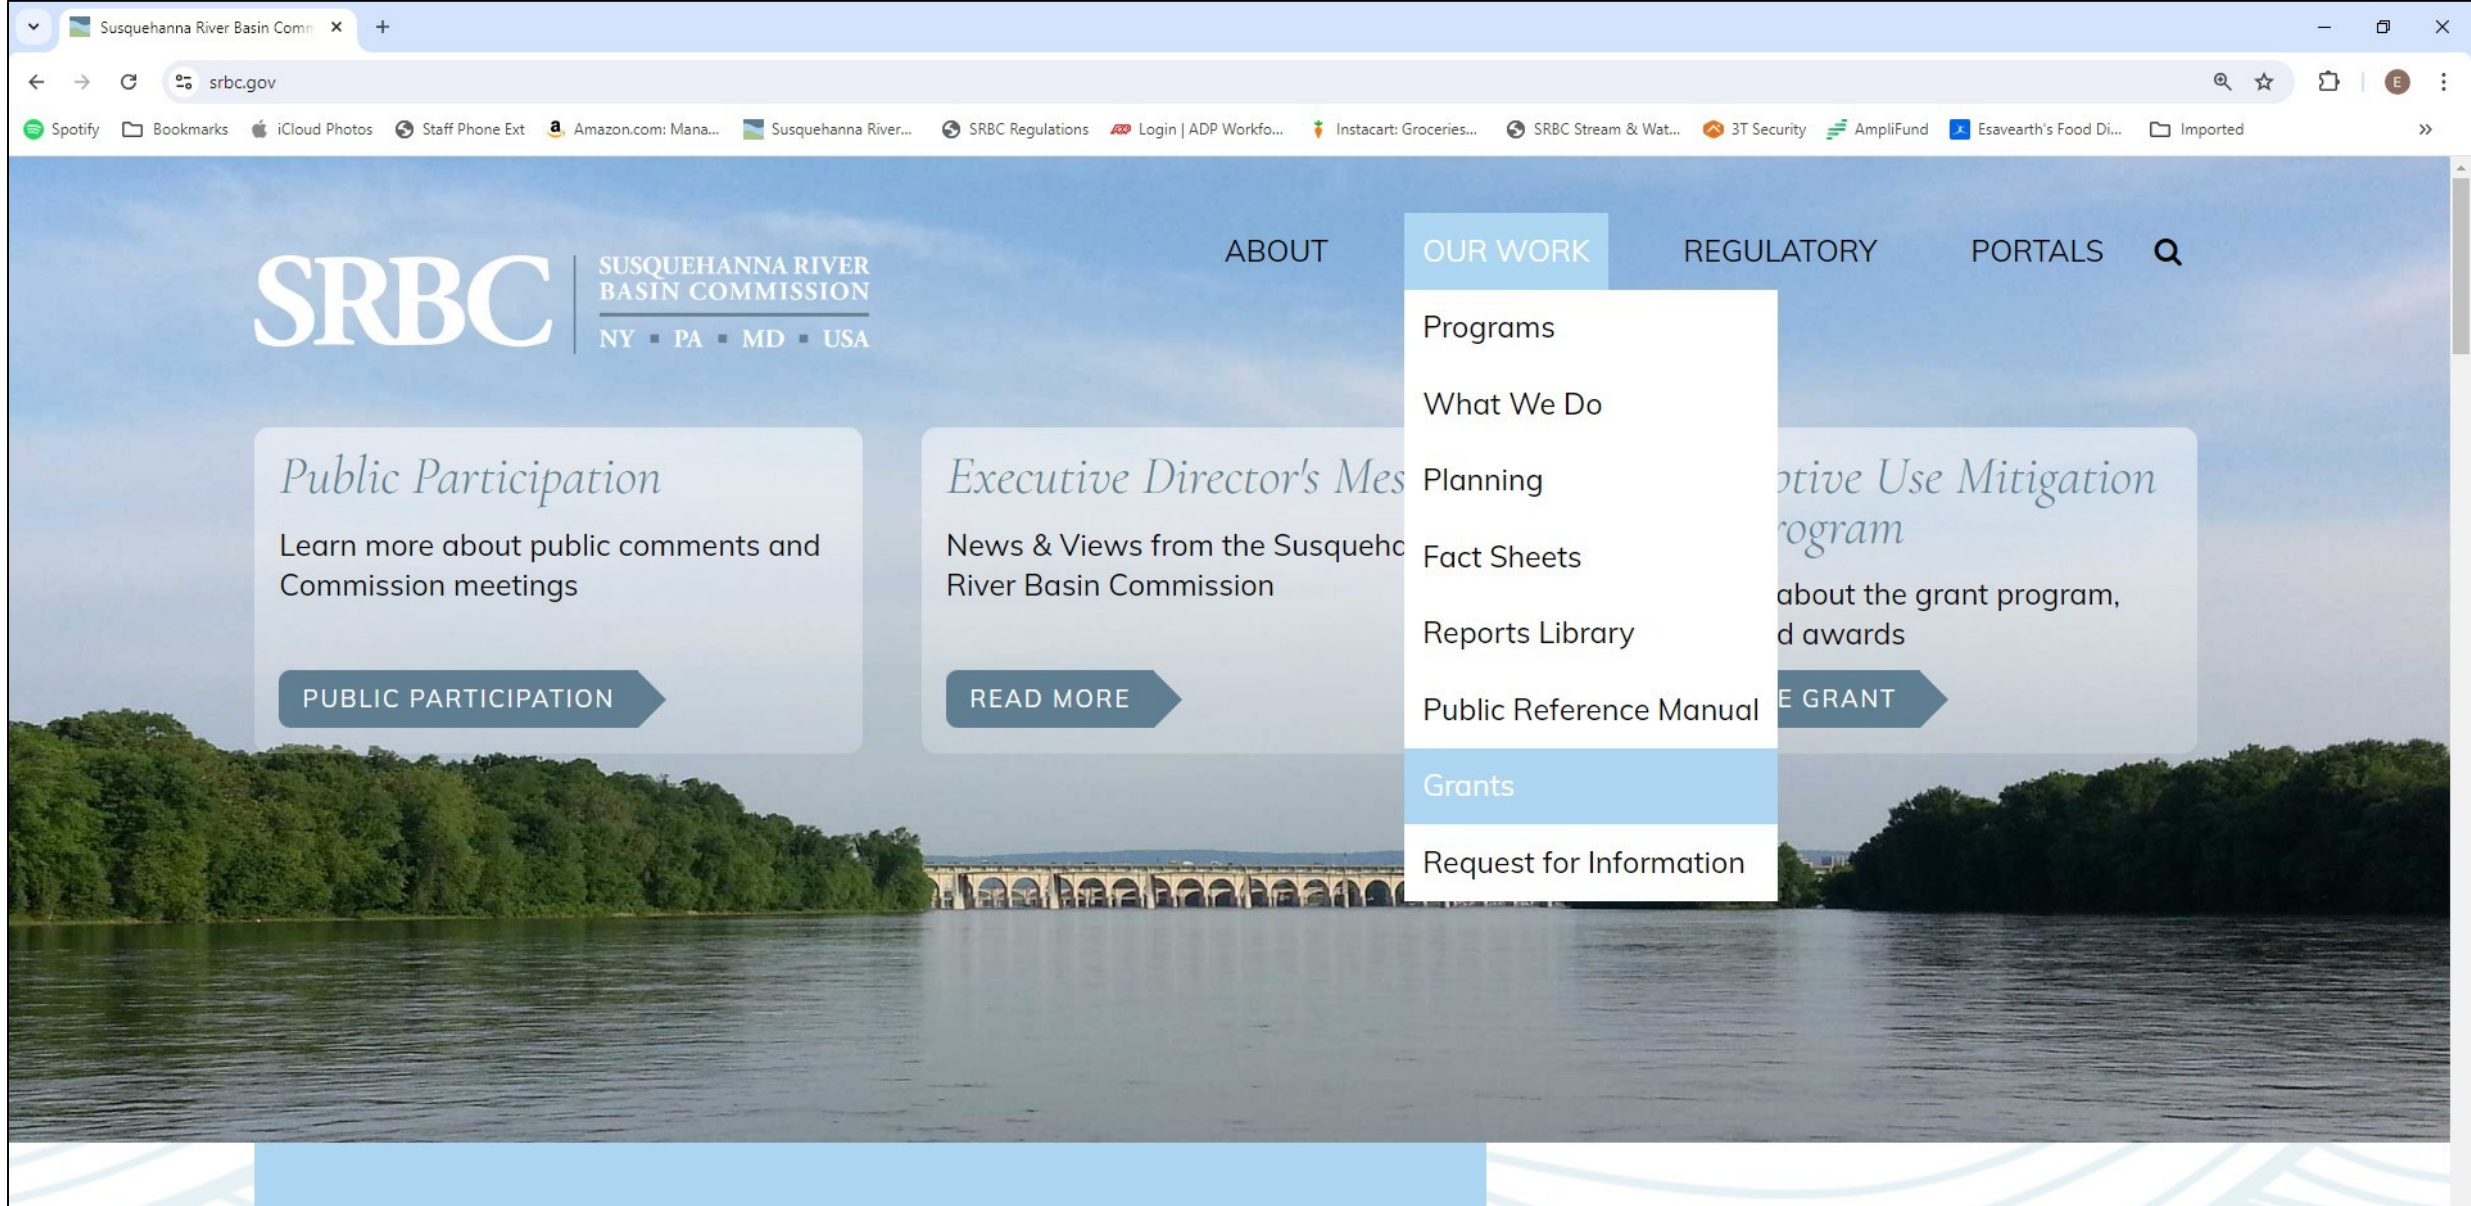 Susquehanna River Basin Comm
srbc.gov
E
Spotify
Bookmarks
iCloud Photos
Staff Phone Ext
Amazon.com: Mana...
Susquehanna River...
SRBC Regulations
Login | ADP Workfo...
Instacart: Groceries...
SRBC Stream & Wat...
3T Security
AmpliFund
Esavearth's Food Di...
Imported
SRBC
SUSQUEHANNA RIVER
BASIN COMMISSION
NY ▪ PA ▪ MD ▪ USA
ABOUT
OUR WORK
REGULATORY
PORTALS
Programs
What We Do
Planning
Fact Sheets
Reports Library
Public Reference Manual
Grants
Request for Information
Public Participation
Learn more about public comments and
Commission meetings
PUBLIC PARTICIPATION
Executive Director's Mes
News & Views from the Susqueh
River Basin Commission
READ MORE
ptive Use Mitigation
rogram
about the grant program,
d awards
E GRANT